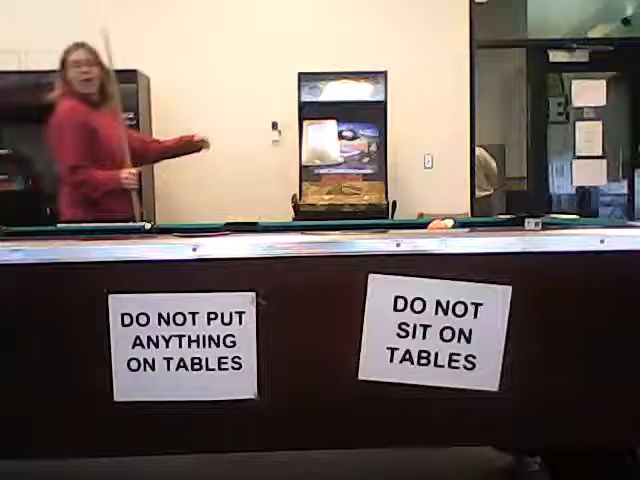 DO NOT PUT
ANYTHING
ON TABLES
DO NOT
SIT ON
TABLES